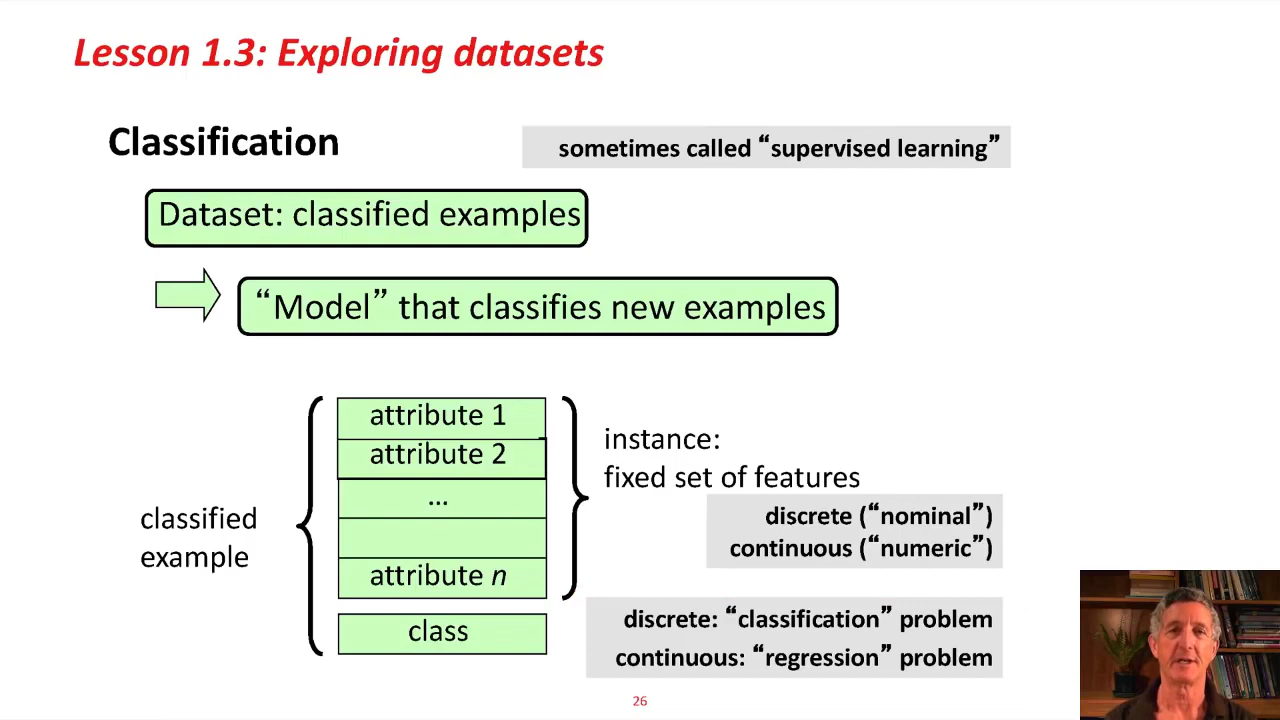 Lesson 1.3: Exploring datasets
Classification
sometimes called “supervised learning”
Dataset: classified examples
“Model” that classifies new examples
attribute 1
attribute 2
...
attribute n
class
classified
example
instance:
fixed set of features
discrete (“nominal”)
continuous (“numeric”)
discrete: “classification” problem
continuous: “regression” problem
26